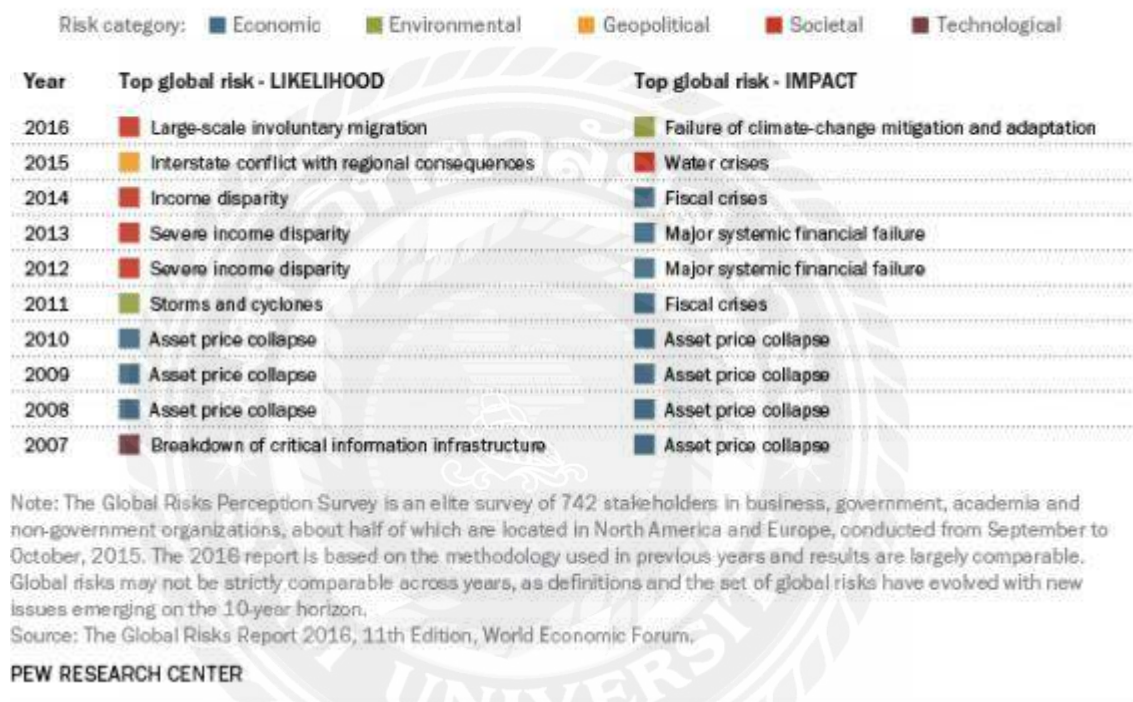 Risk category: Economic Environmental Geopolitical Societal Technological
Year Top global risk - LIKELIHOOD Top global risk - IMPACT
2016 Large-scale involuntary migration Failure of climate-change mitigation and adaptation
2015 Interstate conflict with regional consequences Water crises
2014 Income disparity Fiscal crises
2013 Severe income disparity Major systemic financial failure
2012 Severe income disparity Major systemic financial failure
2011 Storms and cyclones Fiscal crises
2010 Asset price collapse Asset price collapse
2009 Asset price collapse Asset price collapse
2008 Asset price collapse Asset price collapse
2007 Breakdown of critical information infrastructure Asset price collapse
Note: The Global Risks Perception Survey is an elite survey of 742 stakeholders in business, government, academia and
non-government organizations, about half of which are located in North America and Europe, conducted from September to
October, 2015. The 2016 report is based on the methodology used in previous years and results are largely comparable.
Global risks may not be strictly comparable across years, as definitions and the set of global risks have evolved with new
issues emerging on the 10-year horizon.
Source: The Global Risks Report 2016, 11th Edition, World Economic Forum.
PEW RESEARCH CENTER